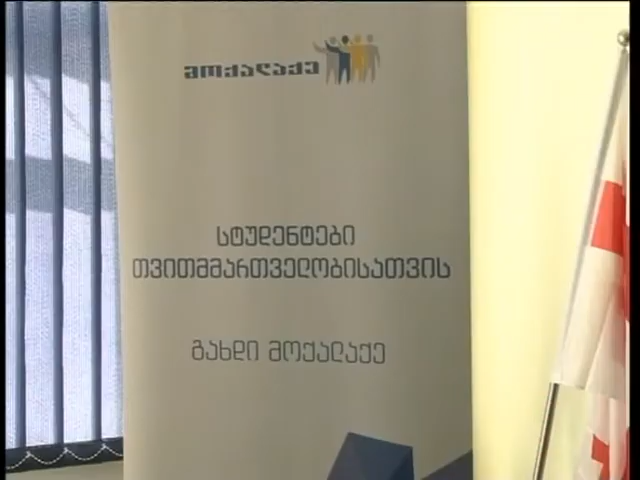 მოქალაქე
სტუდენტები
თვითმმართველობისათვის
გახდი მოქალაქე